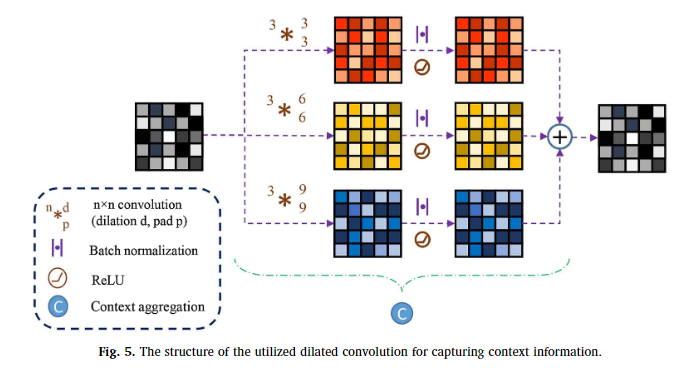 3 * 3
3
3 * 6
6
3 * 9
9
+
n * d
p
n×n convolution
(dilation d, pad p)
Batch normalization
ReLU
C Context aggregation
C
Fig. 5. The structure of the utilized dilated convolution for capturing context information.